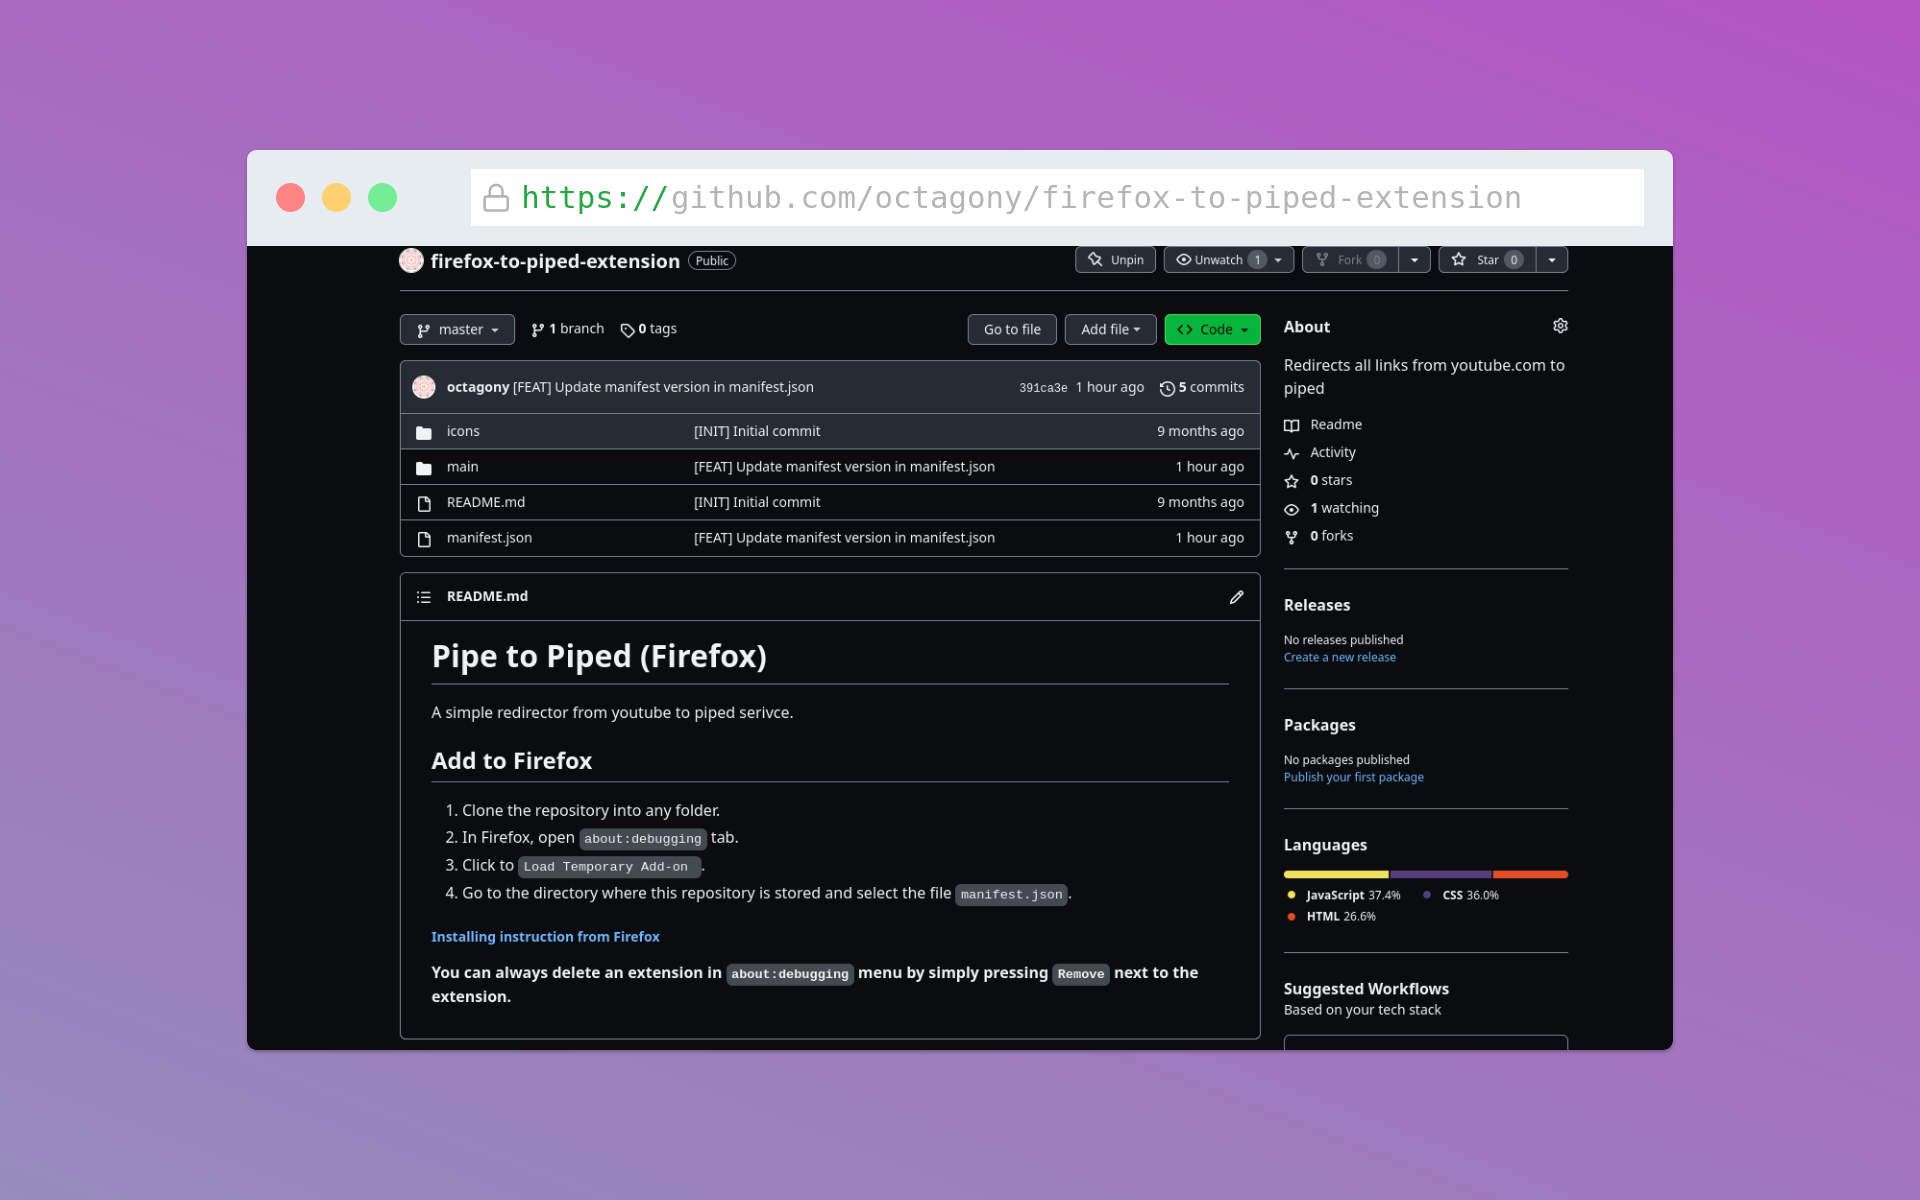 https://github.com/octagony/firefox-to-piped-extension
firefox-to-piped-extension Public
Unpin Unwatch 1 Fork 0 Star 0
master 1 branch 0 tags Go to file Add file Code
octagony [FEAT] Update manifest version in manifest.json 391ca3e 1 hour ago 5 commits
icons [INIT] Initial commit 9 months ago
main [FEAT] Update manifest version in manifest.json 1 hour ago
README.md [INIT] Initial commit 9 months ago
manifest.json [FEAT] Update manifest version in manifest.json 1 hour ago
README.md
Pipe to Piped (Firefox)
A simple redirector from youtube to piped serivce.
Add to Firefox
1. Clone the repository into any folder.
2. In Firefox, open about:debugging tab.
3. Click to Load Temporary Add-on .
4. Go to the directory where this repository is stored and select the file manifest.json.
Installing instruction from Firefox
You can always delete an extension in about:debugging menu by simply pressing Remove next to the
extension.
About
Redirects all links from youtube.com to
piped
Readme
Activity
0 stars
1 watching
0 forks
Releases
No releases published
Create a new release
Packages
No packages published
Publish your first package
Languages
JavaScript 37.4% CSS 36.0%
HTML 26.6%
Suggested Workflows
Based on your tech stack